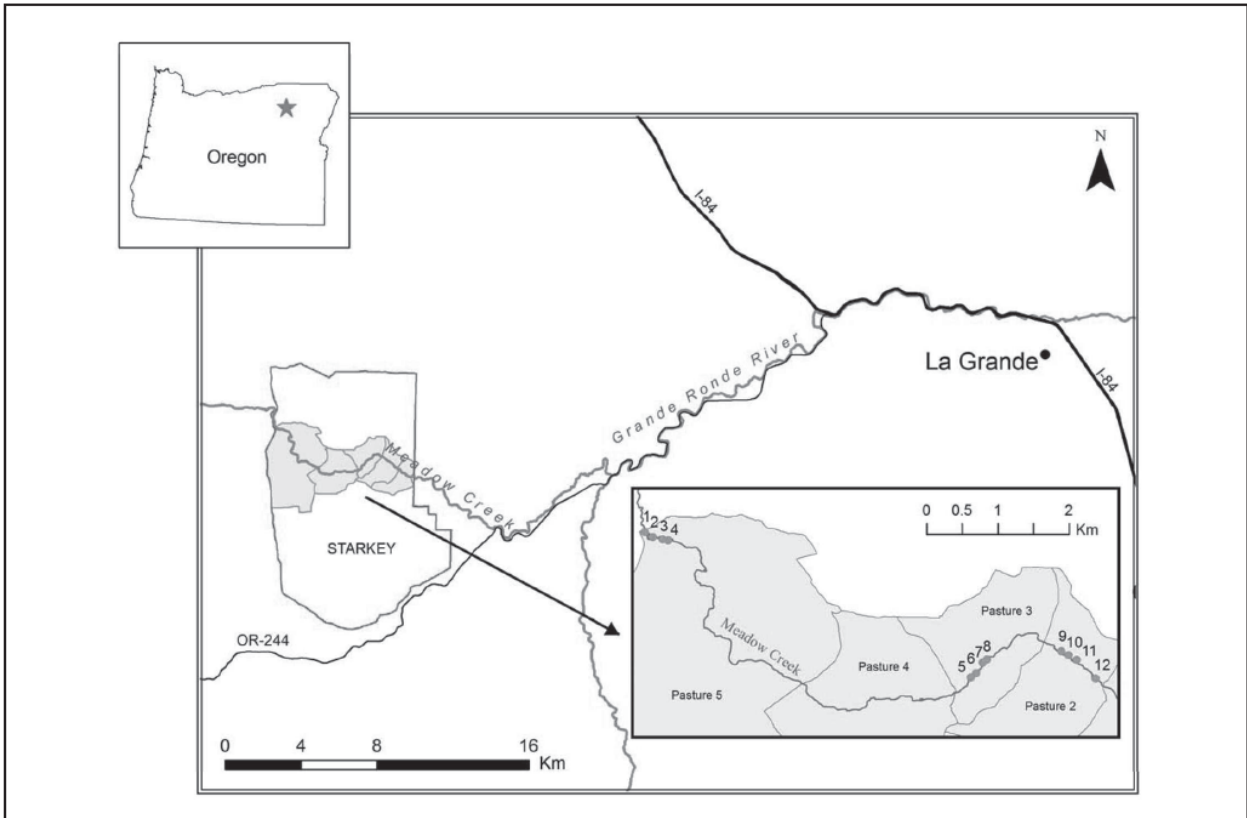 Oregon
N
I-84
Grande Ronde River
La Grande
I-84
Meadow Creek
STARKEY
OR-244
0 4 8 16
Km
0 0.5 1 2
Km
1 2 3 4
Pasture 3
Meadow Creek
Pasture 4
5 6 7 8
9 10 11 12
Pasture 5
Pasture 2